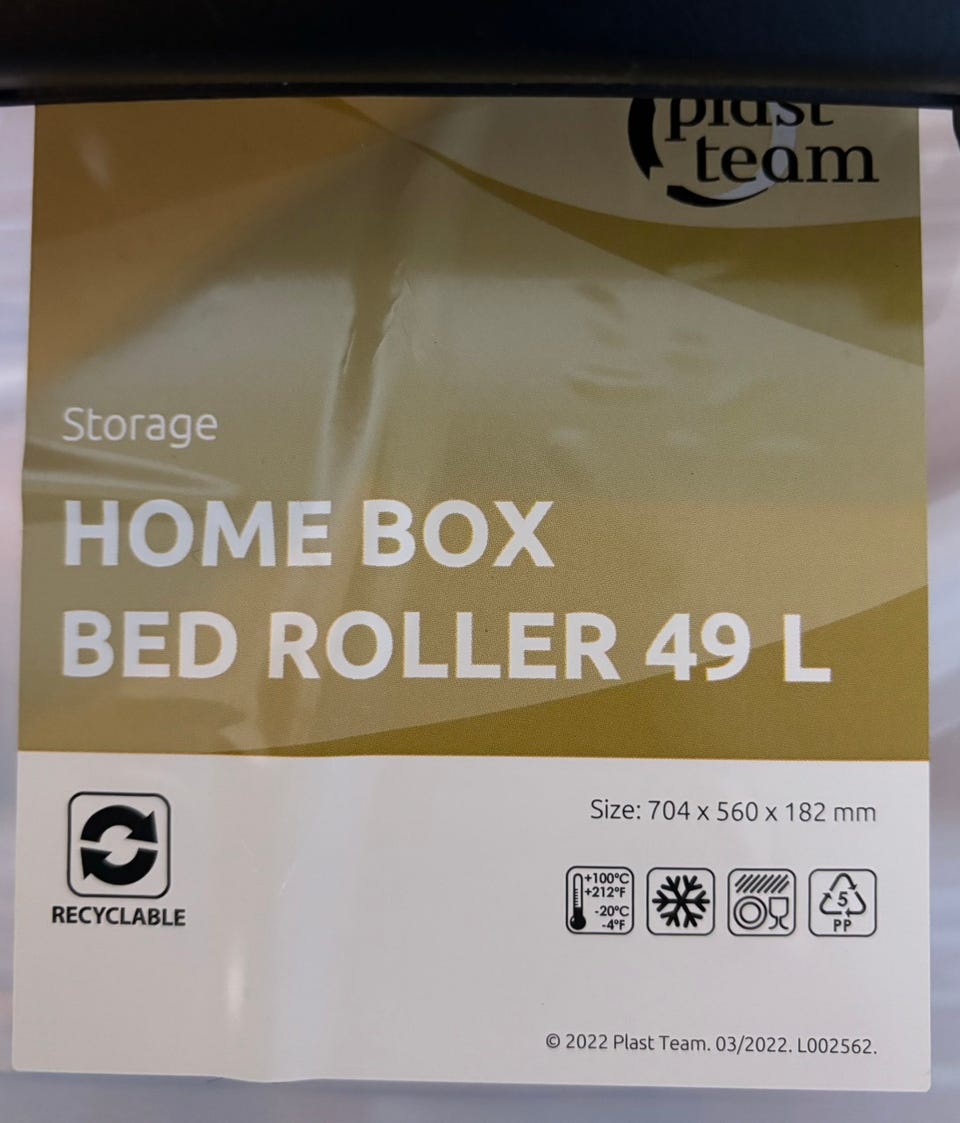 plast
team
Storage
HOME BOX
BED ROLLER 49 L
Size: 704 x 560 x 182 mm
+100°C
+212°F
-20°C
-4°F
5
PP
RECYCLABLE
© 2022 Plast Team. 03/2022. L002562.